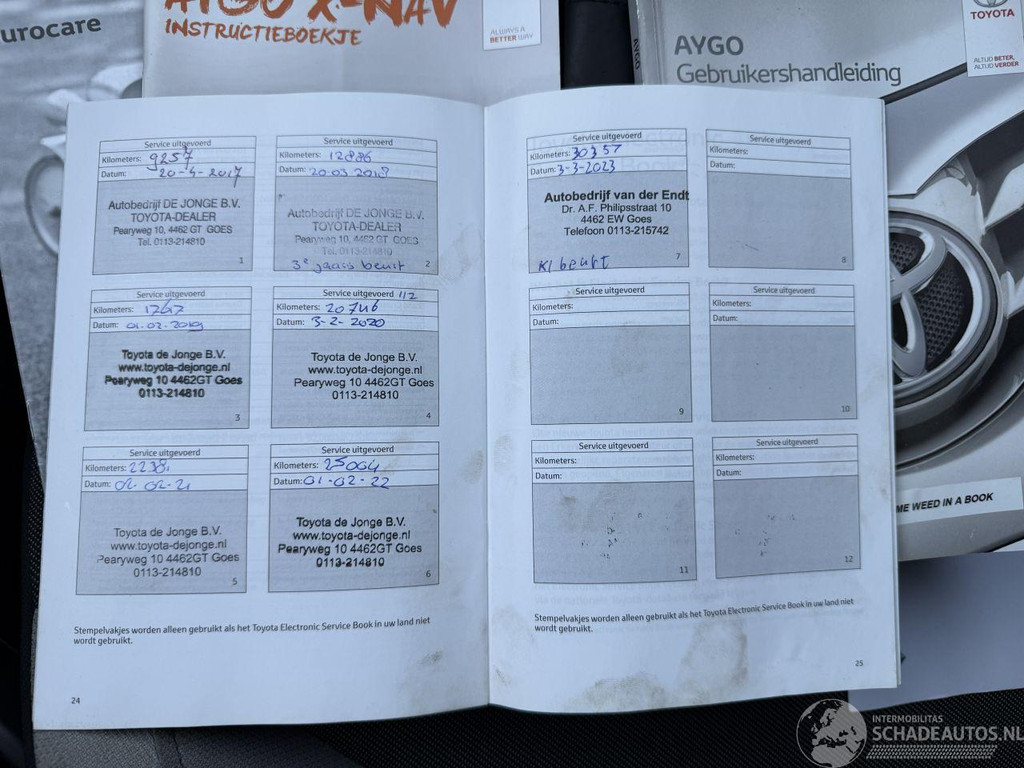 urocare
AYGO X-NAV
INSTRUCTIEBOEKJE
ALWAYS A
BETTER WAY
AYGO
AYGO
Gebruikershandleiding
TOYOTA
ALTIJD BETER,
ALTIJD VERDER
Service uitgevoerd
Kilometers: 9257
Datum: 20-4-2017
Autobedrijf DE JONGE B.V.
TOYOTA-DEALER
Pearyweg 10, 4462 GT GOES
Tel. 0113-214810
1
Service uitgevoerd
Kilometers: 12886
Datum: 20-03-2018
Autobedrijf DE JONGE B.V.
TOYOTA-DEALER
Pearyweg 10, 4462 GT GOES
Tel. 0113-214810
3e jaars beurt
2
Service uitgevoerd
Kilometers:
Datum: 01-02-2019
Toyota de Jonge B.V.
www.toyota-dejonge.nl
Pearyweg 10 4462GT Goes
0113-214810
3
Service uitgevoerd 112
Kilometers: 20746
Datum: 3-2-2020
Toyota de Jonge B.V.
www.toyota-dejonge.nl
Pearyweg 10 4462GT Goes
0113-214810
4
Service uitgevoerd
Kilometers:
Datum: 02-02-21
Toyota de Jonge B.V.
www.toyota-dejonge.nl
Pearyweg 10 4462GT Goes
0113-214810
5
Service uitgevoerd
Kilometers: 25004
Datum: 01-02-22
Toyota de Jonge B.V.
www.toyota-dejonge.nl
Pearyweg 10 4462GT Goes
0113-214810
6
Stempelvakjes worden alleen gebruikt als het Toyota Electronic Service Book in uw land niet
wordt gebruikt.
24
Service uitgevoerd
Kilometers: 30357
Datum: 3-3-2023
Autobedrijf van der Endt
Dr. A.F. Philipsstraat 10
4462 EW Goes
Telefoon 0113-215742
Kl beurt
7
Service uitgevoerd
Kilometers:
Datum:
8
Service uitgevoerd
Kilometers:
Datum:
9
Service uitgevoerd
Kilometers:
Datum:
10
Service uitgevoerd
Kilometers:
Datum:
11
Service uitgevoerd
Kilometers:
Datum:
12
Stempelvakjes worden alleen gebruikt als het Toyota Electronic Service Book in uw land niet
wordt gebruikt.
25
ME WEED IN A BOOK
INTERMOBILITAS
SCHADEAUTOS.NL